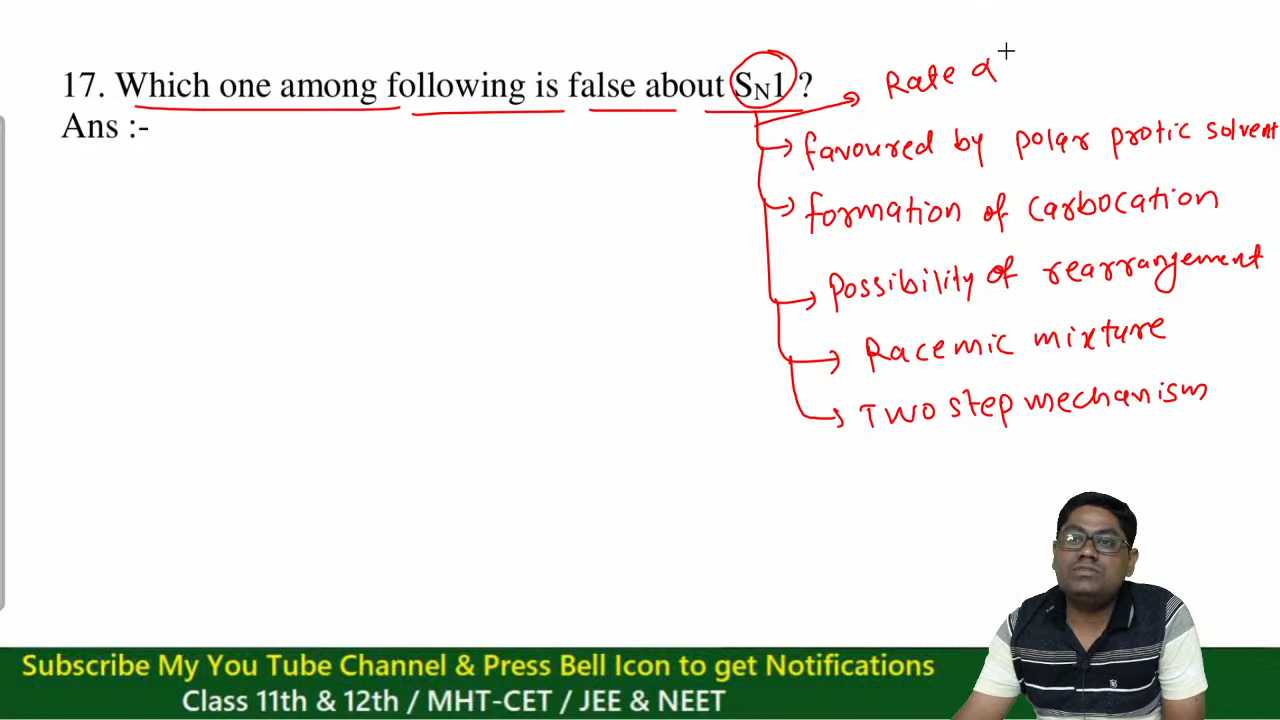 17. Which one among following is false about SN1 ?
Ans :-
Rate α
favoured by polar protic solvent
formation of carbocation
possibility of rearrangement
Racemic mixture
Two step mechanism
Subscribe My You Tube Channel & Press Bell Icon to get Notifications
Class 11th & 12th / MHT-CET / JEE & NEET